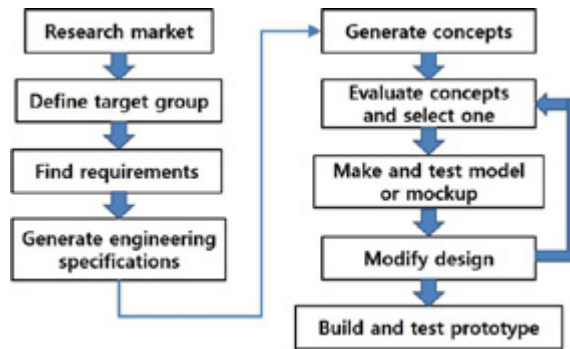 Research market
Define target group
Find requirements
Generate engineering
specifications
Generate concepts
Evaluate concepts
and select one
Make and test model
or mockup
Modify design
Build and test prototype